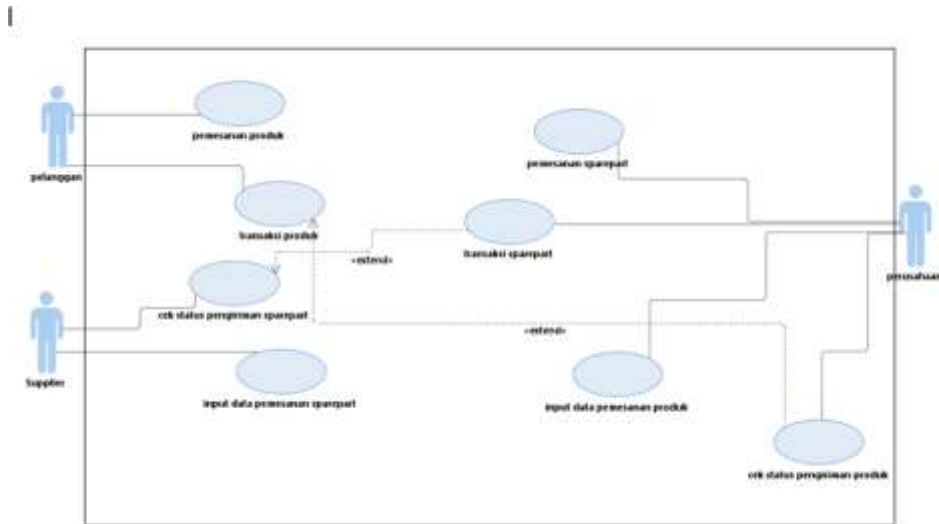 pemesanan produk
pelanggan
pemesanan sparepart
transaksi produk
transaksi sparepart
«extend»
perusahaan
cek status pengiriman sparepart
«extend»
Supplier
input data pemesanan sparepart
input data pemesanan produk
cek status pengiriman produk